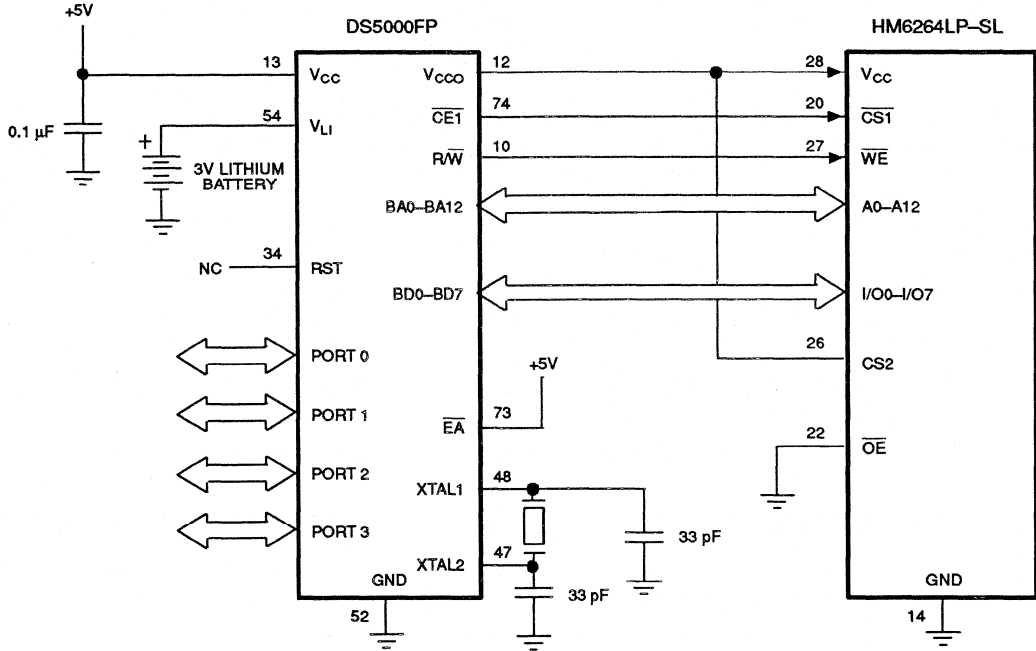 +5V
DS5000FP
HM6264LP–SL
13
VCC
VCCO
12
28
VCC
0.1 µF
54
VLI
CE1
74
20
CS1
+
3V LITHIUM
BATTERY
R/W
10
27
WE
BA0–BA12
A0–A12
NC
34
RST
BD0–BD7
I/O0–I/O7
PORT 0
+5V
26
CS2
PORT 1
EA
73
22
OE
PORT 2
XTAL1
48
33 pF
PORT 3
XTAL2
47
33 pF
GND
52
GND
14